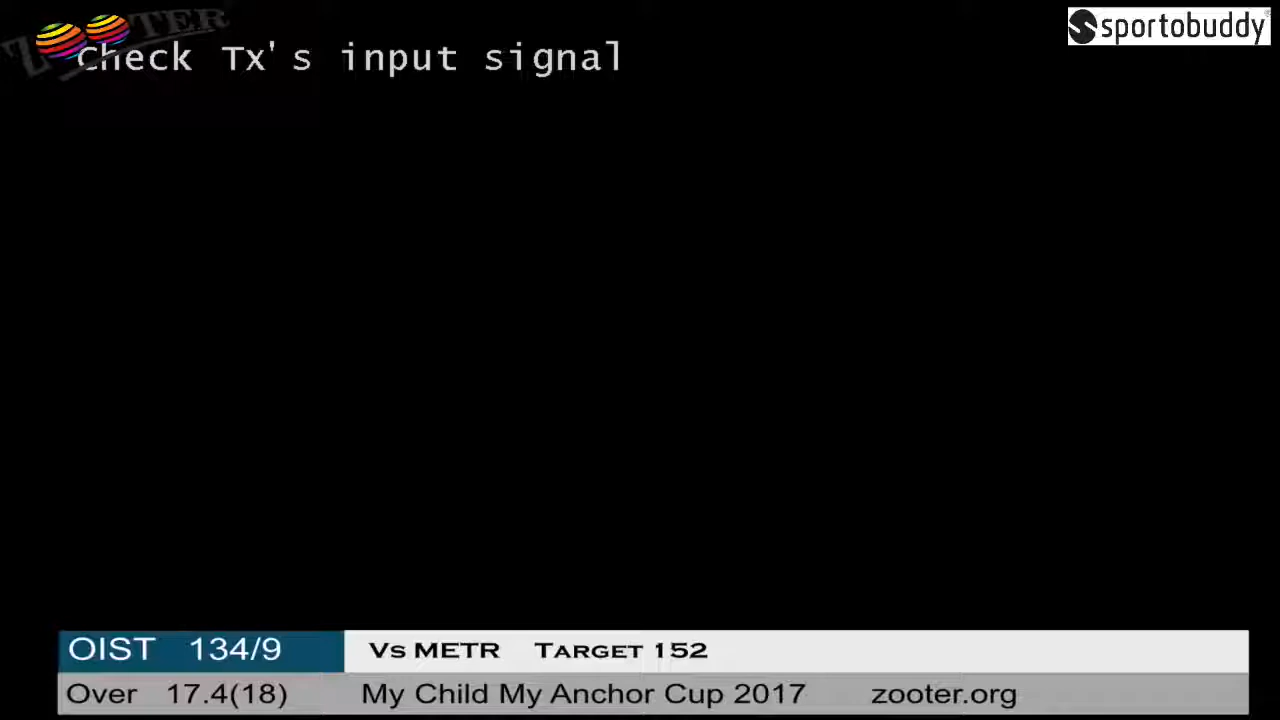 ZOOTER
sportobuddy
Check Tx's input signal
OIST 134/9 Vs METR TARGET 152
Over 17.4(18) My Child My Anchor Cup 2017 zooter.org